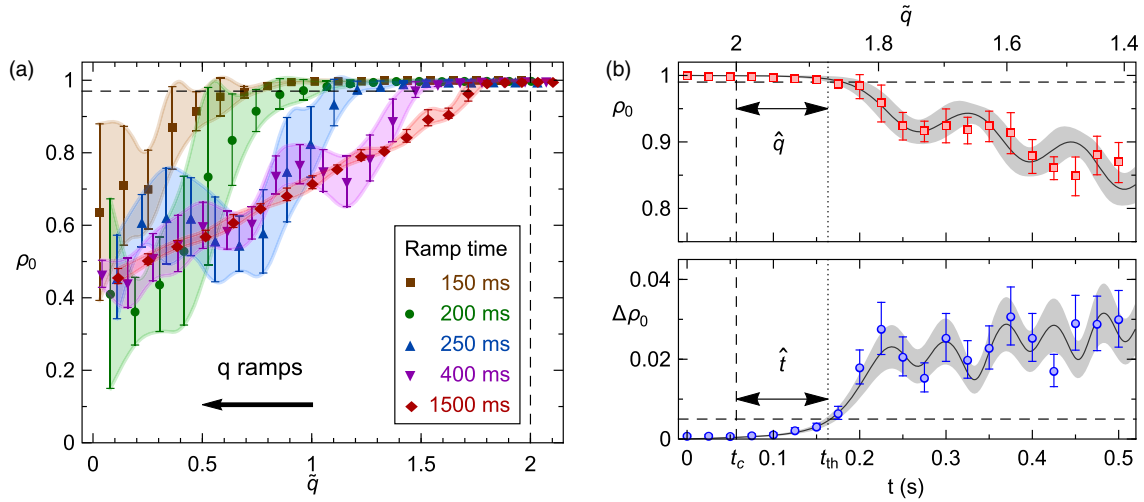 (a)
1
0.8
0.6
ρ0
0.4
0.2
0
0
0.5
1
1.5
2
q̃
q ramps
Ramp time
150 ms
200 ms
250 ms
400 ms
1500 ms
(b)
q̃
2
1.8
1.6
1.4
1
ρ0
0.9
0.8
q̂
0.04
Δρ0
0.02
0
t̂
0
tc
0.1
tth
0.2
0.3
0.4
0.5
t (s)